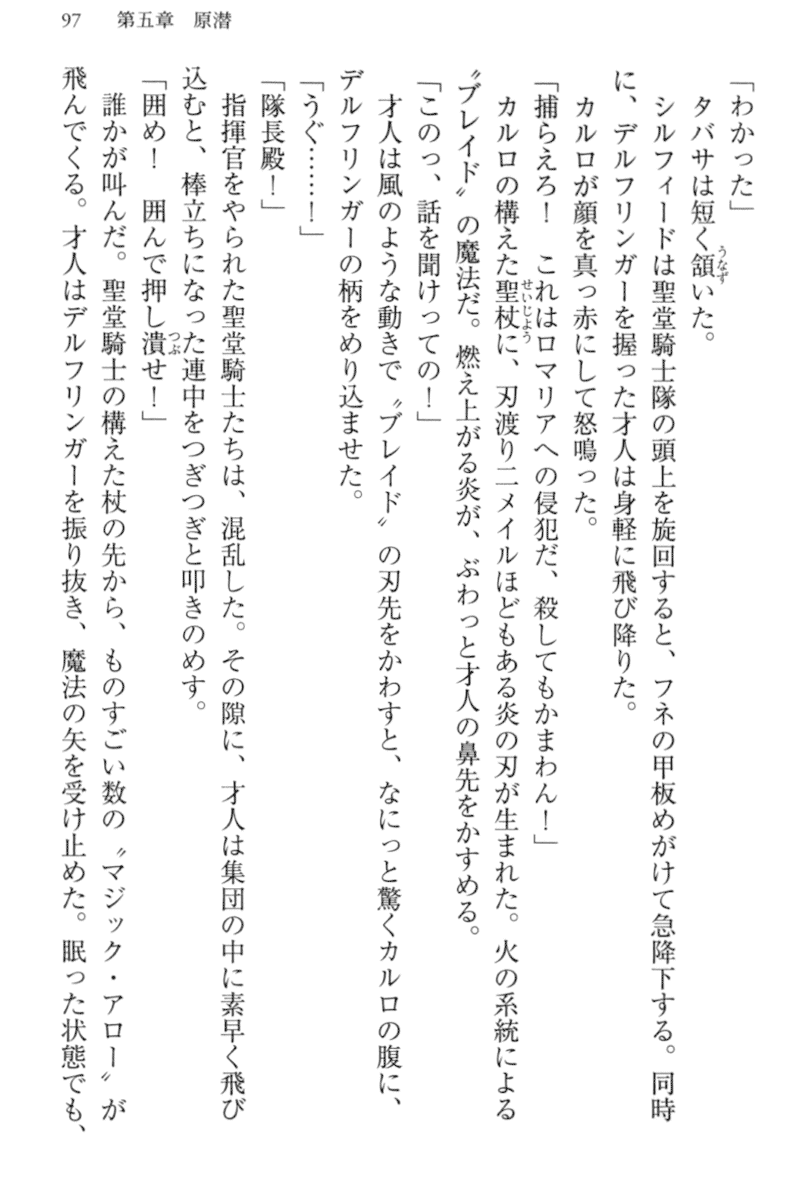 97　第五章　原潜
「わかった」
　タバサは短く頷いた。
　シルフィードは聖堂騎士隊の頭上を旋回すると、フネの甲板めがけて急降下する。同時
に、デルフリンガーを握った才人は身軽に飛び降りた。
　カルロが顔を真っ赤にして怒鳴った。
「捕らえろ！　これはロマリアへの侵犯だ、殺してもかまわん！」
　カルロの構えた聖杖に、刃渡り二メイルほどもある炎の刃が生まれた。火の系統による
〝ブレイド〟の魔法だ。燃え上がる炎が、ぶわっと才人の鼻先をかすめる。
「このっ、話を聞けっての！」
　才人は風のような動きで〝ブレイド〟の刃先をかわすと、なにっと驚くカルロの腹に、
デルフリンガーの柄をめり込ませた。
「うぐ……！」
「隊長殿！」
　指揮官をやられた聖堂騎士たちは、混乱した。その隙に、才人は集団の中に素早く飛び
込むと、棒立ちになった連中をつぎつぎと叩きのめす。
「囲め！　囲んで押し潰せ！」
　誰かが叫んだ。聖堂騎士の構えた杖の先から、ものすごい数の〝マジック・アロー〟が
飛んでくる。才人はデルフリンガーを振り抜き、魔法の矢を受け止めた。眠った状態でも、
うなず
せいじょう
つぶ